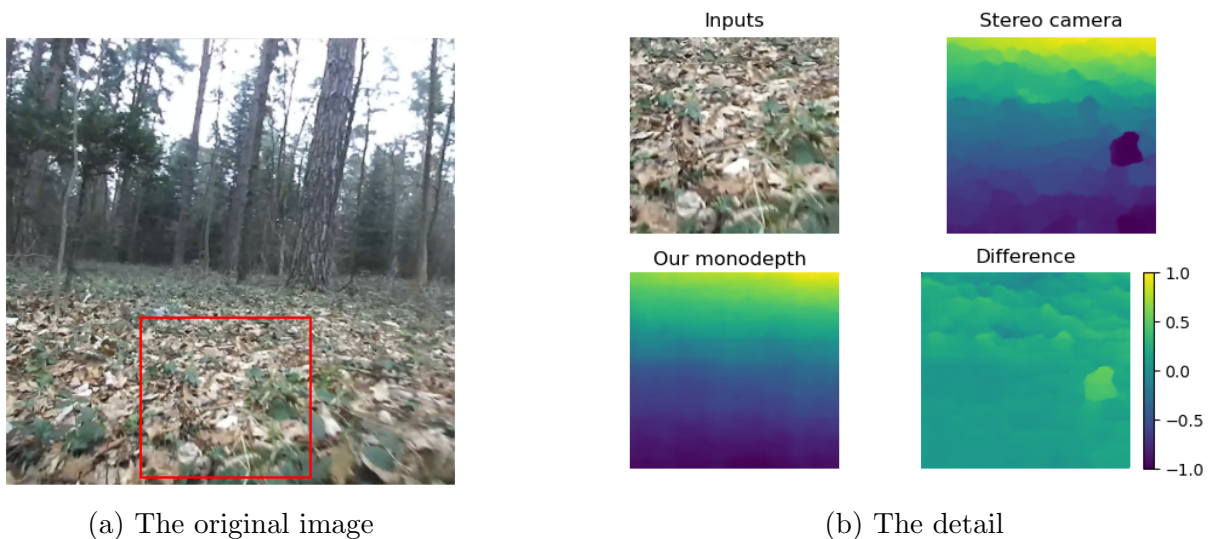 Inputs
Stereo camera
Our monodepth
Difference
1.0
0.5
0.0
−0.5
−1.0
(a) The original image
(b) The detail